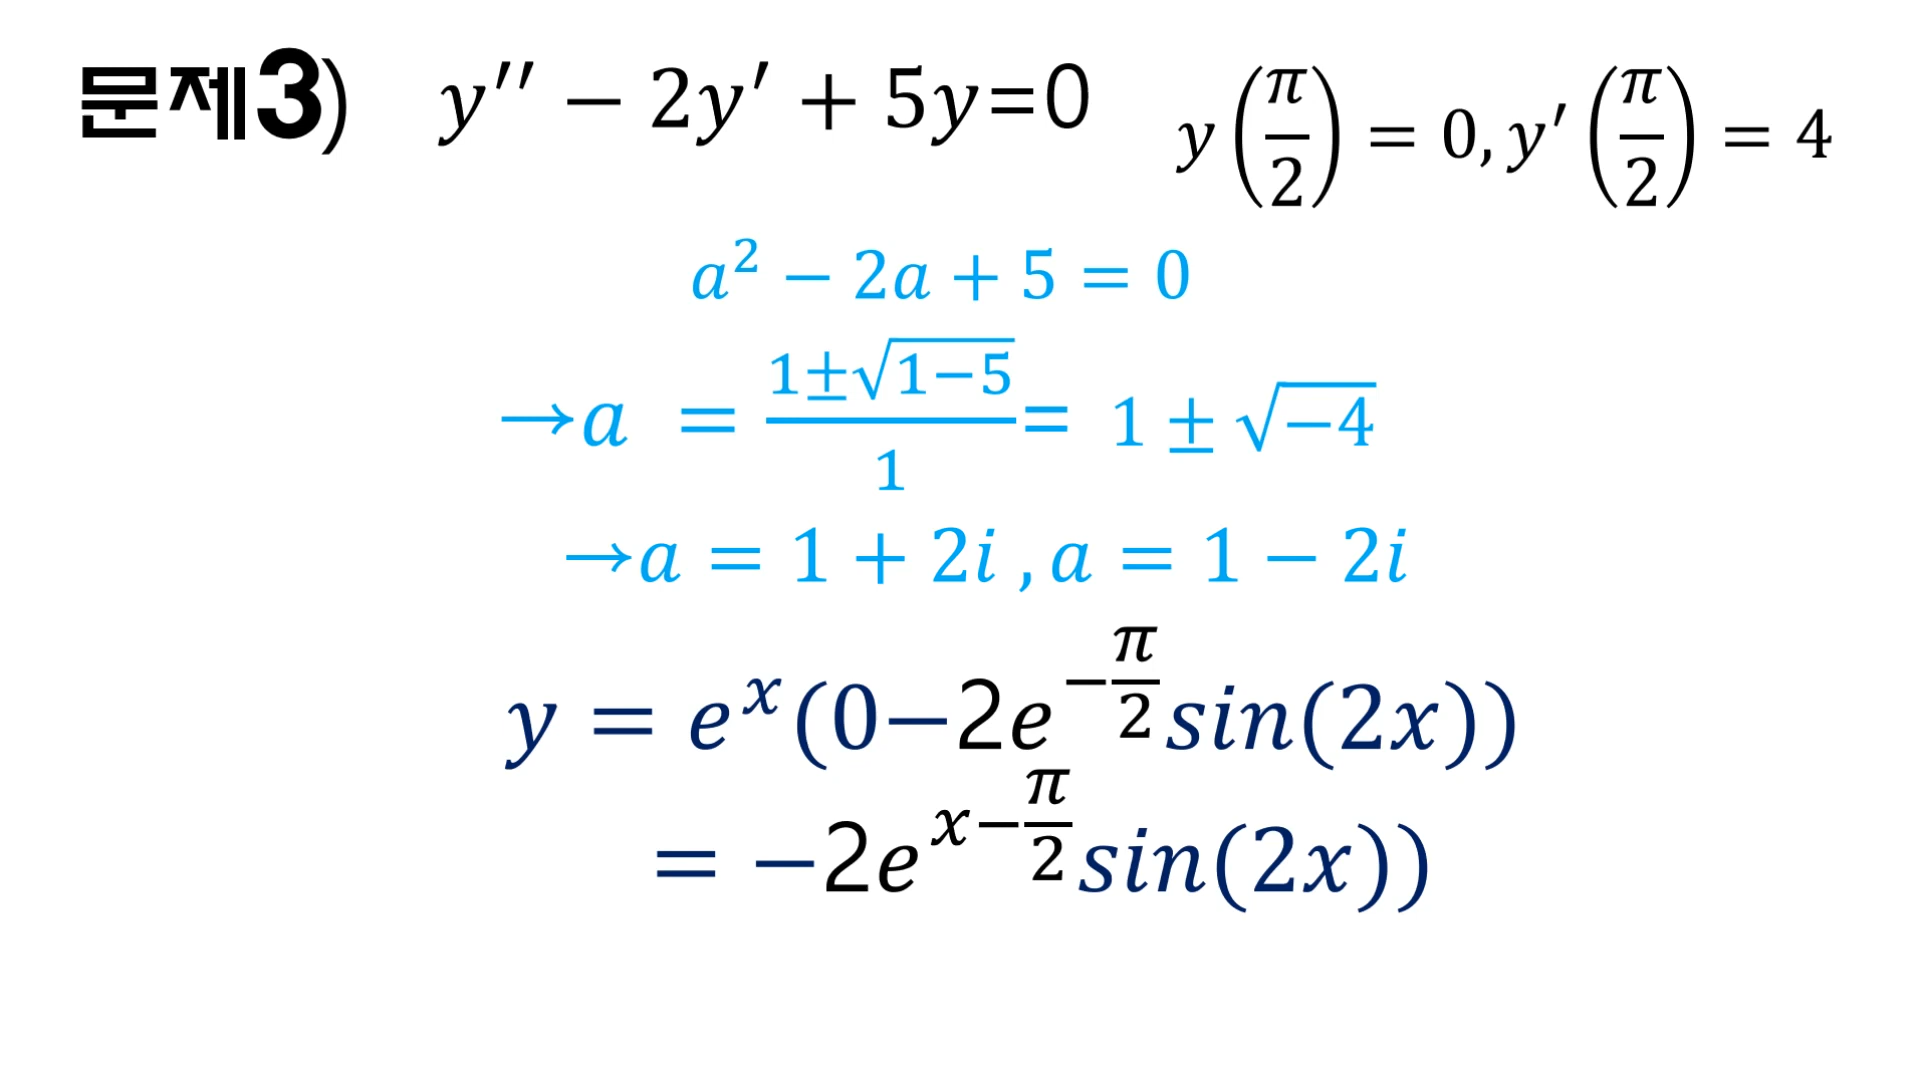 문제3) y′′ − 2y′ + 5y=0 y(π/2) = 0, y′(π/2) = 4
a² − 2a + 5 = 0
→a = (1±√(1−5))/1 = 1 ± √(−4)
→a = 1 + 2i , a = 1 − 2i
y = eˣ(0−2e^(−π/2) sin(2x))
= −2e^(x−π/2) sin(2x))